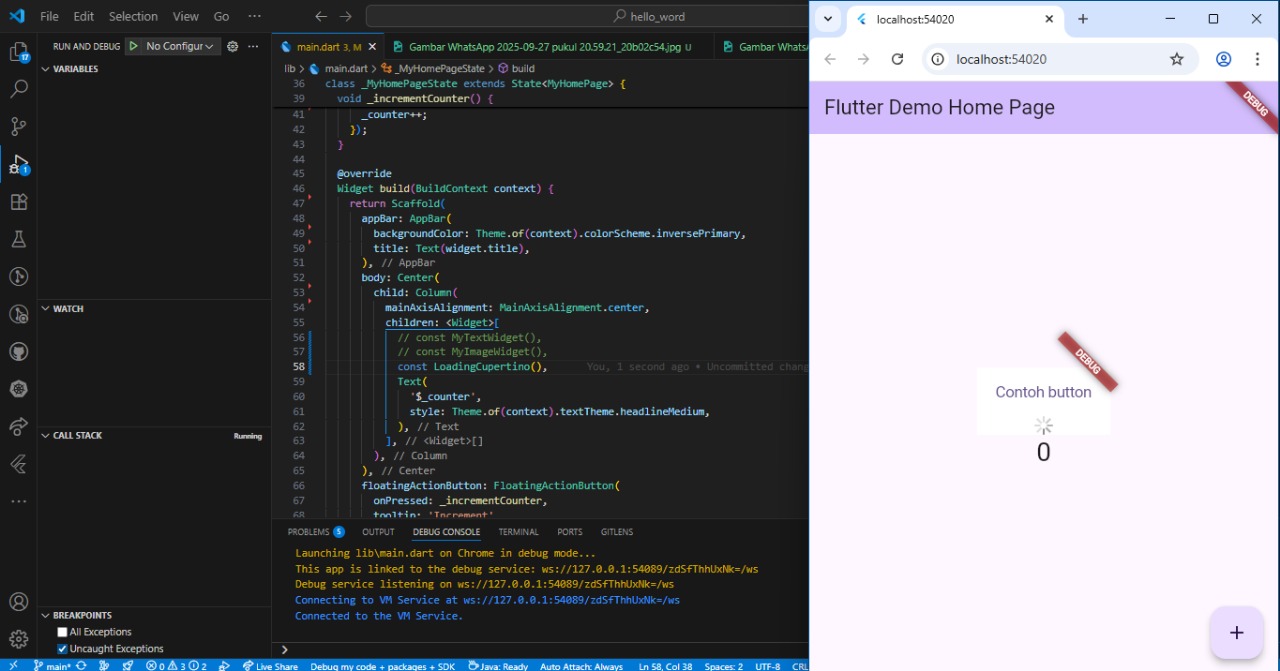 File Edit Selection View Go ··· hello_word
RUN AND DEBUG No Configur ···
VARIABLES
WATCH
CALL STACK Running
BREAKPOINTS
All Exceptions
Uncaught Exceptions
17
1
main.dart 3, M Gambar WhatsApp 2025-09-27 pukul 20.59.21_20b02c54.jpg U Gambar WhatsA
lib > main.dart > _MyHomePageState > build
36 class _MyHomePageState extends State<MyHomePage> {
39 void _incrementCounter() {
41 _counter++;
42 });
43 }
44
45 @override
46 Widget build(BuildContext context) {
47 return Scaffold(
48 appBar: AppBar(
49 backgroundColor: Theme.of(context).colorScheme.inversePrimary,
50 title: Text(widget.title),
51 ), // AppBar
52 body: Center(
53 child: Column(
54 mainAxisAlignment: MainAxisAlignment.center,
55 children: <Widget>[
56 // const MyTextWidget(),
57 // const MyImageWidget(),
58 const LoadingCupertino(), You, 1 second ago • Uncommitted chang
59 Text(
60 '$_counter',
61 style: Theme.of(context).textTheme.headlineMedium,
62 ), // Text
63 ], // <Widget>[]
64 ), // Column
65 ), // Center
66 floatingActionButton: FloatingActionButton(
67 onPressed: _incrementCounter,
68 tooltip: 'Increment'
PROBLEMS 5 OUTPUT DEBUG CONSOLE TERMINAL PORTS GITLENS
Launching lib\main.dart on Chrome in debug mode...
This app is linked to the debug service: ws://127.0.0.1:54089/zdSfThhUxNk=/ws
Debug service listening on ws://127.0.0.1:54089/zdSfThhUxNk=/ws
Connecting to VM Service at ws://127.0.0.1:54089/zdSfThhUxNk=/ws
Connected to the VM Service.
>
main* 0 3 2 Live Share Debug my code + packages + SDK Java: Ready Auto Attach: Always Ln 58, Col 38 Spaces: 2 UTF-8 CRL
localhost:54020
localhost:54020
Flutter Demo Home Page
DEBUG
DEBUG
Contoh button
0
+